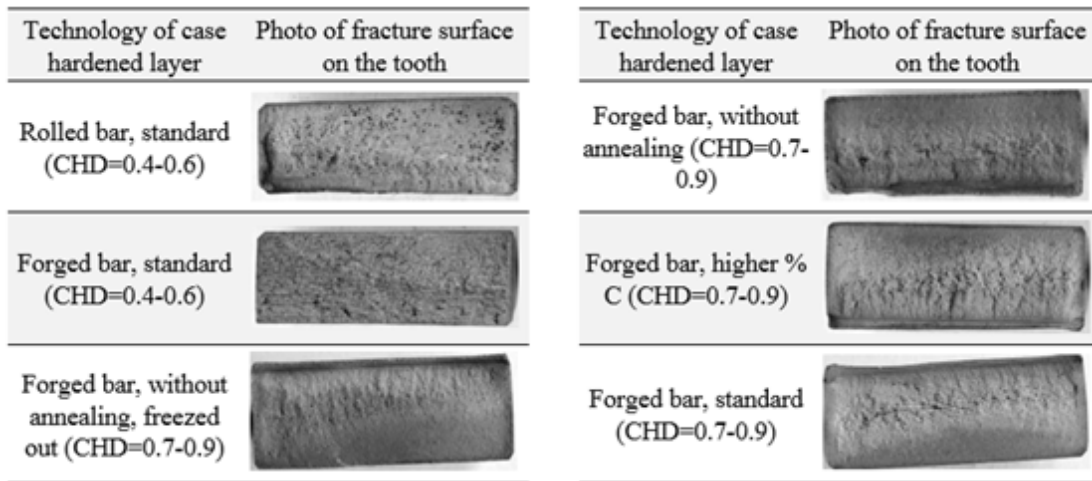 Technology of case
hardened layer
Photo of fracture surface
on the tooth
Rolled bar, standard
(CHD=0.4-0.6)
Forged bar, standard
(CHD=0.4-0.6)
Forged bar, without
annealing, freezed
out (CHD=0.7-0.9)
Technology of case
hardened layer
Photo of fracture surface
on the tooth
Forged bar, without
annealing (CHD=0.7-
0.9)
Forged bar, higher %
C (CHD=0.7-0.9)
Forged bar, standard
(CHD=0.7-0.9)